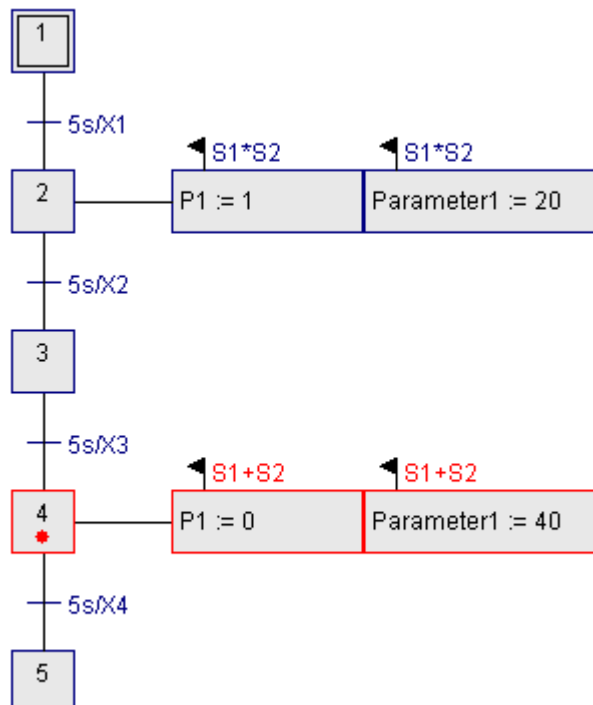 1
5s/X1
S1*S2 S1*S2
2 P1 := 1 Parameter1 := 20
5s/X2
3
5s/X3
S1+S2 S1+S2
4 P1 := 0 Parameter1 := 40
5s/X4
5